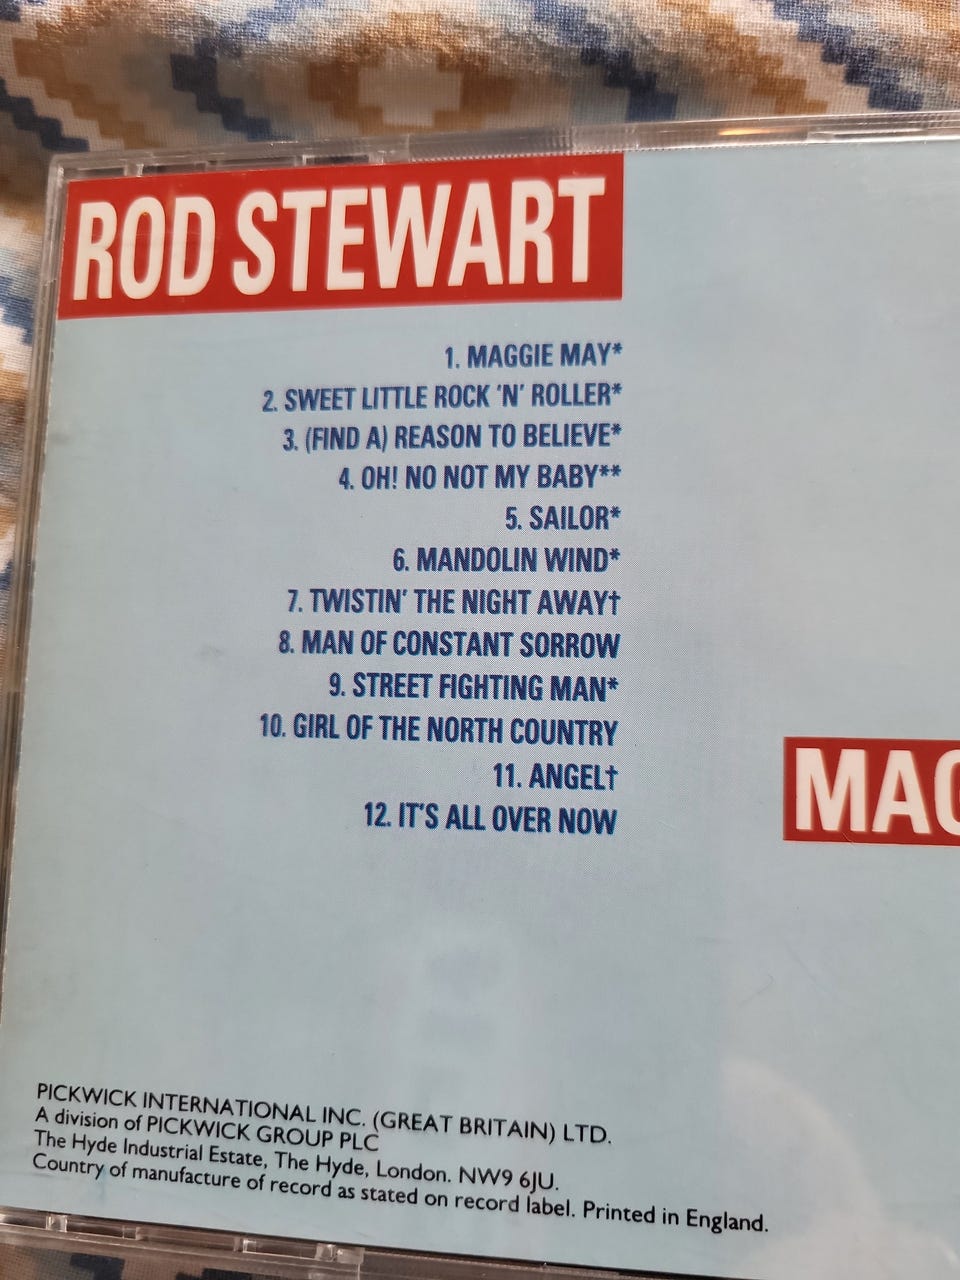 ROD STEWART
1. MAGGIE MAY*
2. SWEET LITTLE ROCK 'N' ROLLER*
3. (FIND A) REASON TO BELIEVE*
4. OH! NO NOT MY BABY**
5. SAILOR*
6. MANDOLIN WIND*
7. TWISTIN' THE NIGHT AWAY†
8. MAN OF CONSTANT SORROW
9. STREET FIGHTING MAN*
10. GIRL OF THE NORTH COUNTRY
11. ANGEL†
12. IT'S ALL OVER NOW
PICKWICK INTERNATIONAL INC. (GREAT BRITAIN) LTD.
A division of PICKWICK GROUP PLC
The Hyde Industrial Estate, The Hyde, London. NW9 6JU.
Country of manufacture of record as stated on record label. Printed in England.